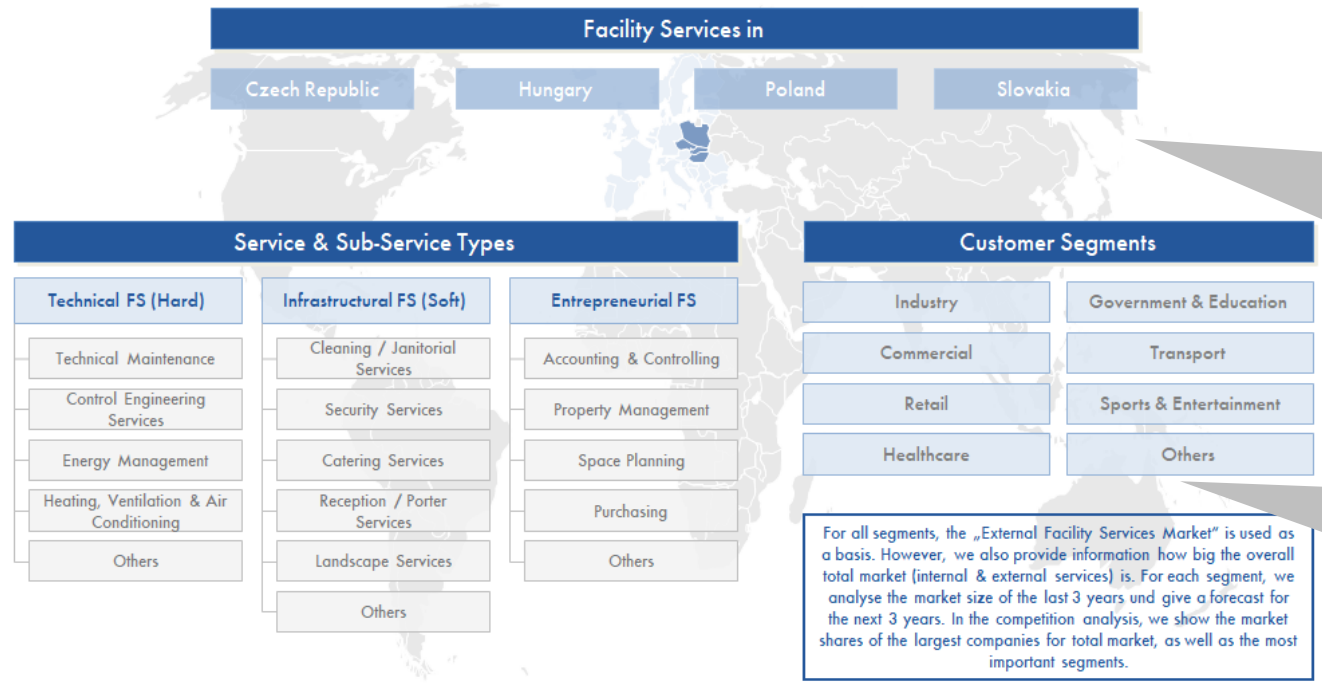 Facility Services in
Czech Republic
Hungary
Poland
Slovakia
Service & Sub-Service Types
Technical FS (Hard)
Technical Maintenance
Control Engineering
Services
Energy Management
Heating, Ventilation & Air
Conditioning
Others
Infrastructural FS (Soft)
Cleaning / Janitorial
Services
Security Services
Catering Services
Reception / Porter
Services
Landscape Services
Others
Entrepreneurial FS
Accounting & Controlling
Property Management
Space Planning
Purchasing
Others
Customer Segments
Industry
Government & Education
Commercial
Transport
Retail
Sports & Entertainment
Healthcare
Others
For all segments, the „External Facility Services Market“ is used as
a basis. However, we also provide information how big the overall
total market (internal & external services) is. For each segment, we
analyse the market size of the last 3 years und give a forecast for
the next 3 years. In the competition analysis, we show the market
shares of the largest companies for total market, as well as the most
important segments.